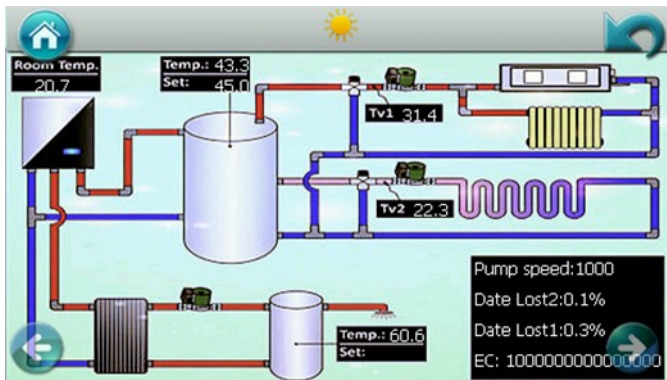 Room Temp.
20.7
Temp.: 43.3
Set: 45.0
Tv1 31.4
Tv2 22.3
Pump speed:1000
Date Lost2:0.1%
Date Lost1:0.3%
EC: 1000000000000000
Temp.: 60.6
Set: